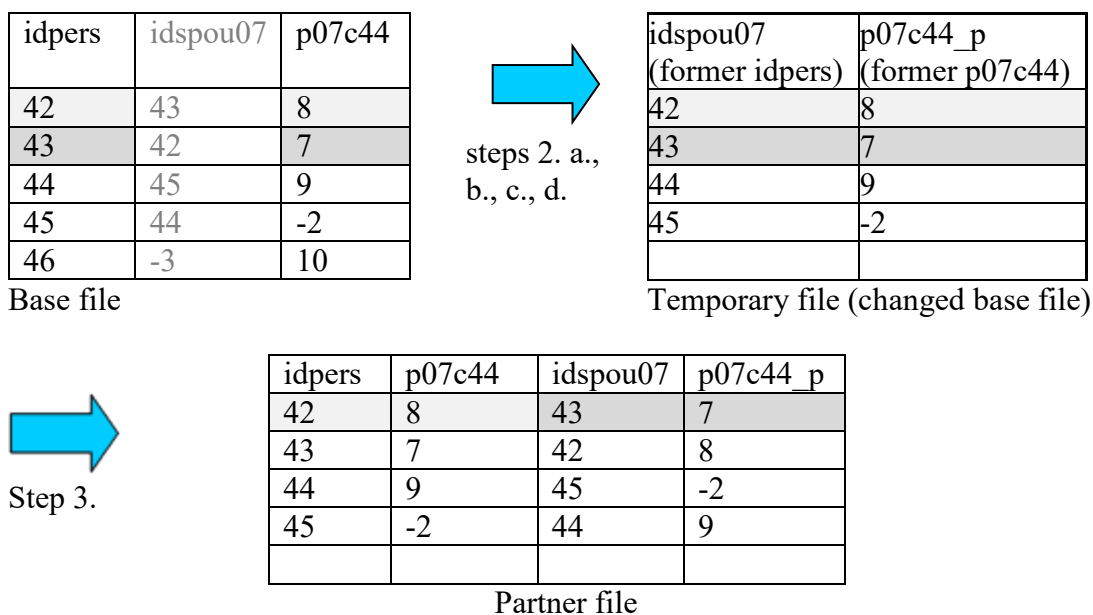 idpers idspou07 p07c44
42 43 8
43 42 7
44 45 9
45 44 -2
46 -3 10
Base file
steps 2. a.,
b., c., d.
idspou07 p07c44_p
(former idpers) (former p07c44)
42 8
43 7
44 9
45 -2
Temporary file (changed base file)
Step 3.
idpers p07c44 idspou07 p07c44_p
42 8 43 7
43 7 42 8
44 9 45 -2
45 -2 44 9
Partner file